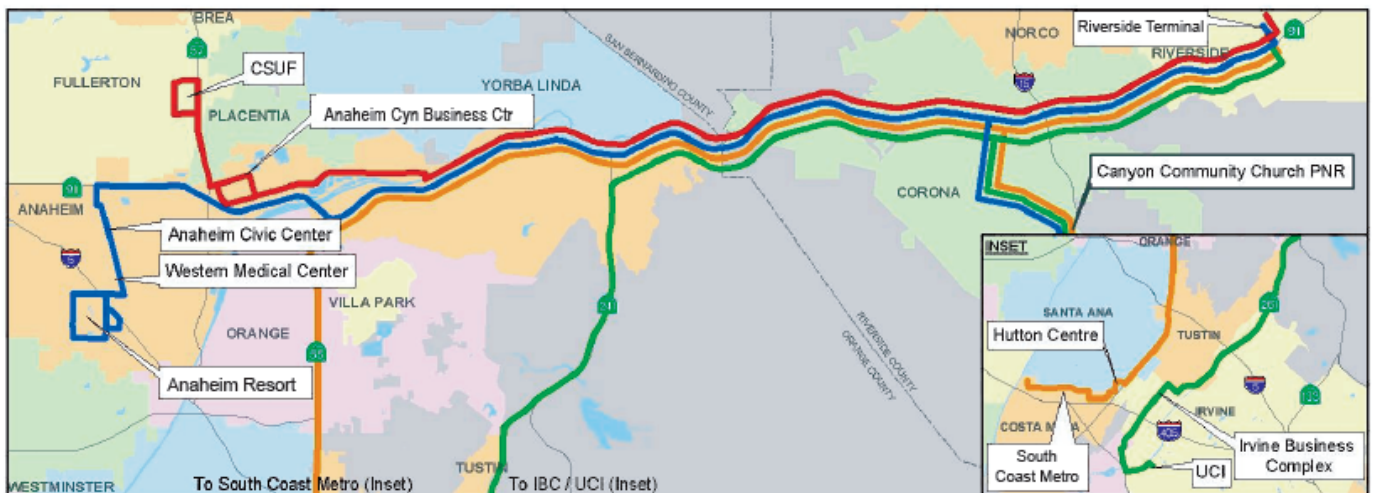 BREA
57
FULLERTON
CSUF
PLACENTIA
YORBA LINDA
Anaheim Cyn Business Ctr
SAN BERNARDINO COUNTY
NORCO
Riverside Terminal
RIVERSIDE
91
15
91
ANAHEIM
Anaheim Civic Center
Western Medical Center
5
VILLA PARK
ORANGE
55
Anaheim Resort
241
RIVERSIDE COUNTY
ORANGE COUNTY
CORONA
Canyon Community Church PNR
WESTMINSTER
To South Coast Metro (Inset)
TUSTIN
To IBC / UCI (Inset)
INSET
ORANGE
SANTA ANA
261
TUSTIN
Hutton Centre
5
133
COSTA MESA
IRVINE
405
South
Coast Metro
Irvine Business
Complex
UCI